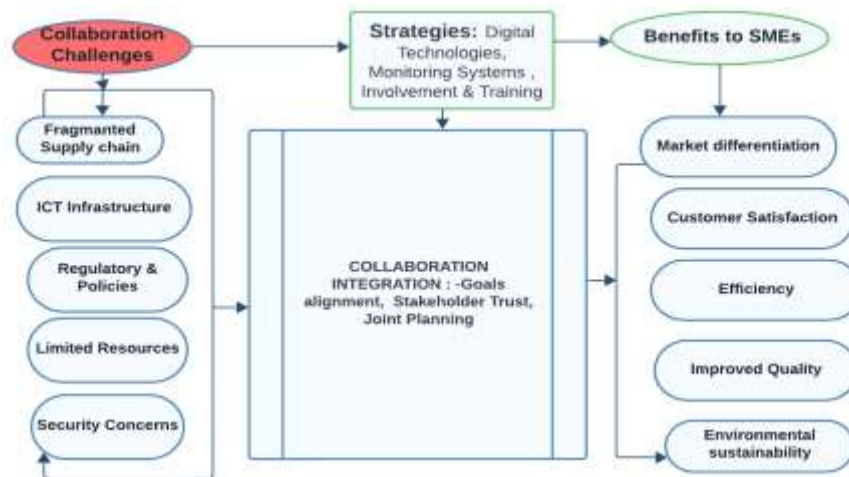 Collaboration
Challenges
Strategies: Digital
Technologies,
Monitoring Systems ,
Involvement & Training
Benefits to SMEs
Fragmanted
Supply chain
ICT Infrastructure
Regulatory &
Policies
Limited Resources
Security Concerns
COLLABORATION
INTEGRATION : -Goals
alignment, Stakeholder Trust,
Joint Planning
Market differentiation
Customer Satisfaction
Efficiency
Improved Quality
Environmental
sustainability